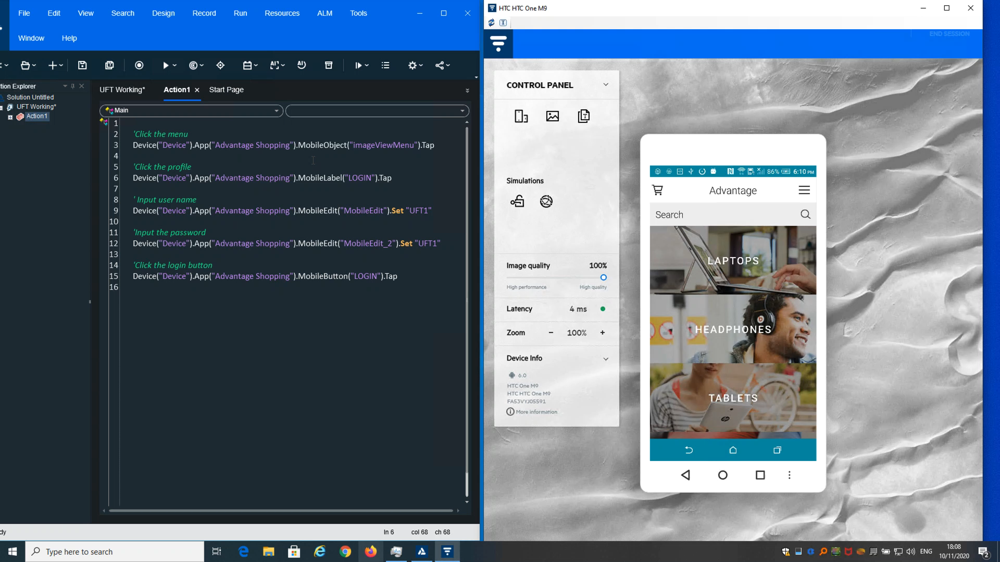 File Edit View Search Design Record Run Resources ALM Tools
Window Help
tion Explorer
Solution Untitled
UFT Working*
Action1
UFT Working* Action1 Start Page
Main
1
2 'Click the menu
3 Device("Device").App("Advantage Shopping").MobileObject("imageViewMenu").Tap
4
5 'Click the profile
6 Device("Device").App("Advantage Shopping").MobileLabel("LOGIN").Tap
7
8 ' Input user name
9 Device("Device").App("Advantage Shopping").MobileEdit("MobileEdit").Set "UFT1"
10
11 'Input the password
12 Device("Device").App("Advantage Shopping").MobileEdit("MobileEdit_2").Set "UFT1"
13
14 'Click the login button
15 Device("Device").App("Advantage Shopping").MobileButton("LOGIN").Tap
16
dy
ln 6 col 68 ch 68
HTC HTC One M9
END SESSION
CONTROL PANEL
Simulations
Image quality 100%
High performance High quality
Latency 4 ms
Zoom - 100% +
Device Info
6.0
HTC One M9
HTC HTC One M9
FA53VYJ05591
More information
86% 6:10 PM
Advantage
Search
LAPTOPS
HEADPHONES
TABLETS
Type here to search
ENG
18:08
10/11/2020
2